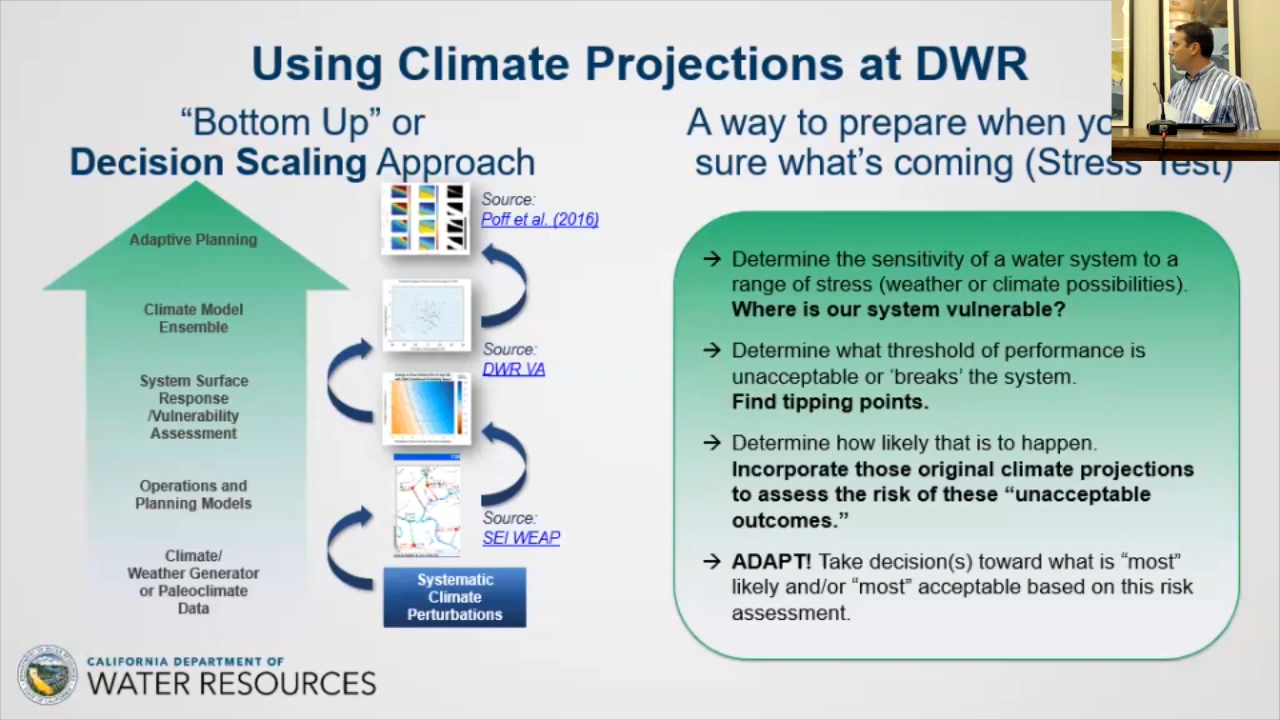 Using Climate Projections at DWR
“Bottom Up” or
Decision Scaling Approach
Adaptive Planning
Climate Model
Ensemble
System Surface
Response
/Vulnerability
Assessment
Operations and
Planning Models
Climate/
Weather Generator
or Paleoclimate
Data
Source:
Poff et al. (2016)
Source:
DWR VA
Source:
SEI WEAP
Systematic
Climate
Perturbations
A way to prepare when
sure what’s coming (Stress Test)
→ Determine the sensitivity of a water system to a
range of stress (weather or climate possibilities).
Where is our system vulnerable?
→ Determine what threshold of performance is
unacceptable or ‘breaks’ the system.
Find tipping points.
→ Determine how likely that is to happen.
Incorporate those original climate projections
to assess the risk of these “unacceptable
outcomes.”
→ ADAPT! Take decision(s) toward what is “most”
likely and/or “most” acceptable based on this risk
assessment.
CALIFORNIA DEPARTMENT OF
WATER RESOURCES